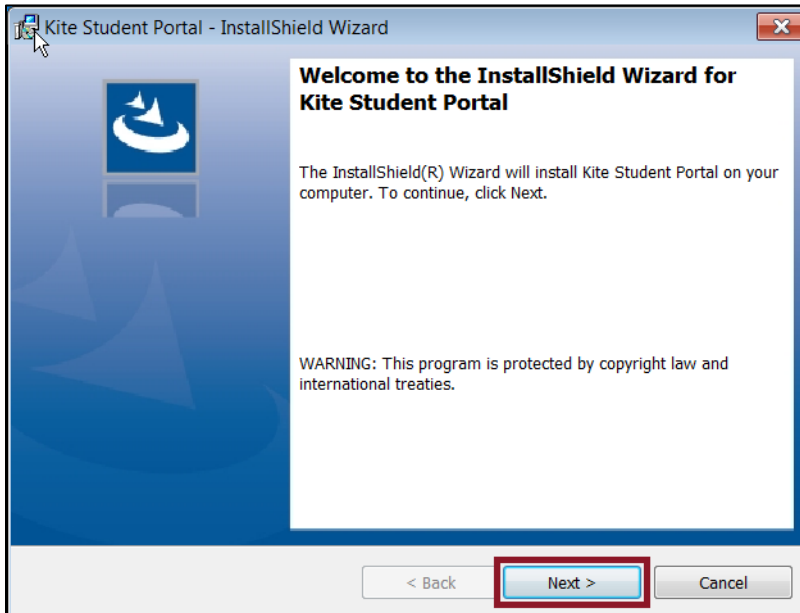 Kite Student Portal - InstallShield Wizard
Welcome to the InstallShield Wizard for
Kite Student Portal
The InstallShield(R) Wizard will install Kite Student Portal on your
computer. To continue, click Next.
WARNING: This program is protected by copyright law and
international treaties.
< Back
Next >
Cancel